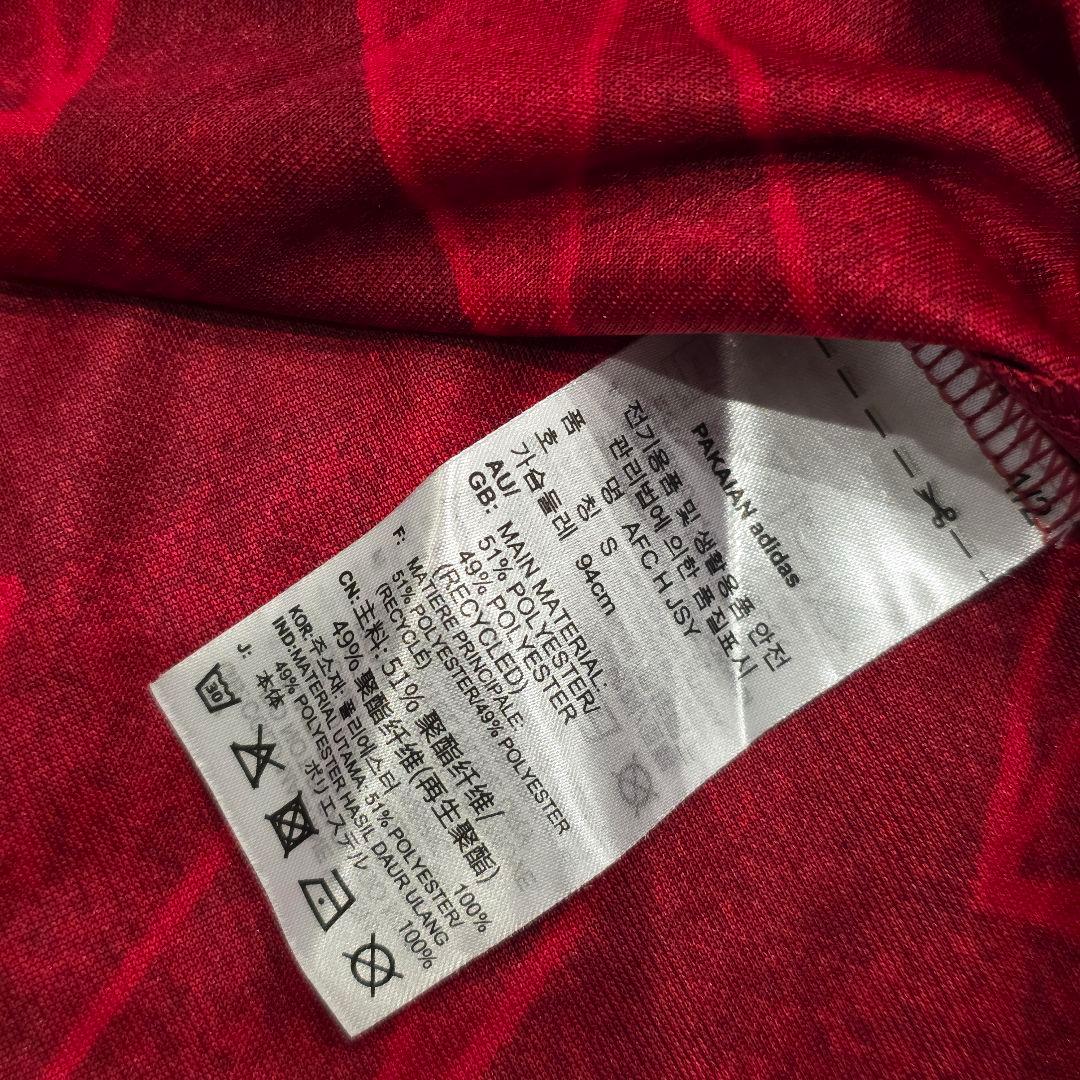 1/2
PAKAIAN adidas
전기용품 및 생활용품 안전
관리법에 의한 품질표시
품 명 AFC H JSY
호 칭 S
가슴둘레 94cm
AU/
GB: MAIN MATERIAL:
51% POLYESTER/
49% POLYESTER
(RECYCLED)
F: MATIERE PRINCIPALE
51% POLYESTER/49% POLYESTER
(RECYCLÉ)
CN: 主料: 51% 聚酯纤维/
49% 聚酯纤维(再生聚酯)
KOR: 주소재: 폴리에스터 100%
IND: MATERIAL UTAMA 51% POLYESTER/
49% POLYESTER HASIL DAUR ULANG
J: 本体 ポリエステル 100%
30